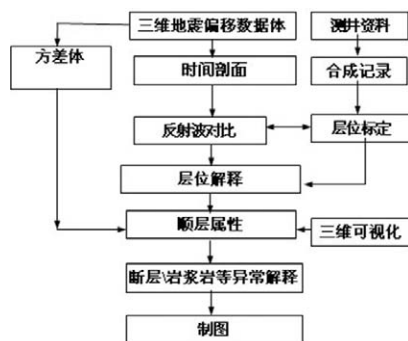 三维地震偏移数据体
测井资料
方差体
时间剖面
合成记录
反射波对比
层位标定
层位解释
顺层属性
三维可视化
断层\岩浆岩等异常解释
制图